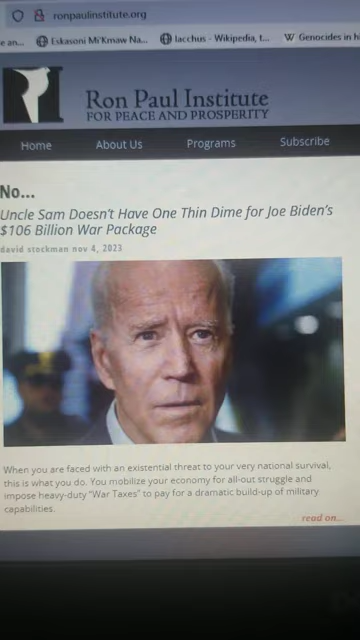 ronpaulinstitute.org
e an...
Eskasoni Mi'Kmaw Na...
Iacchus - Wikipedia, t...
W Genocides in hi
Ron Paul Institute
FOR PEACE AND PROSPERITY
Home
About Us
Programs
Subscribe
No...
Uncle Sam Doesn't Have One Thin Dime for Joe Biden's
$106 Billion War Package
david stockman nov 4, 2023
When you are faced with an existential threat to your very national survival,
this is what you do. You mobilize your economy for all-out struggle and
impose heavy-duty "War Taxes" to pay for a dramatic build-up of military
capabilities.
read on...